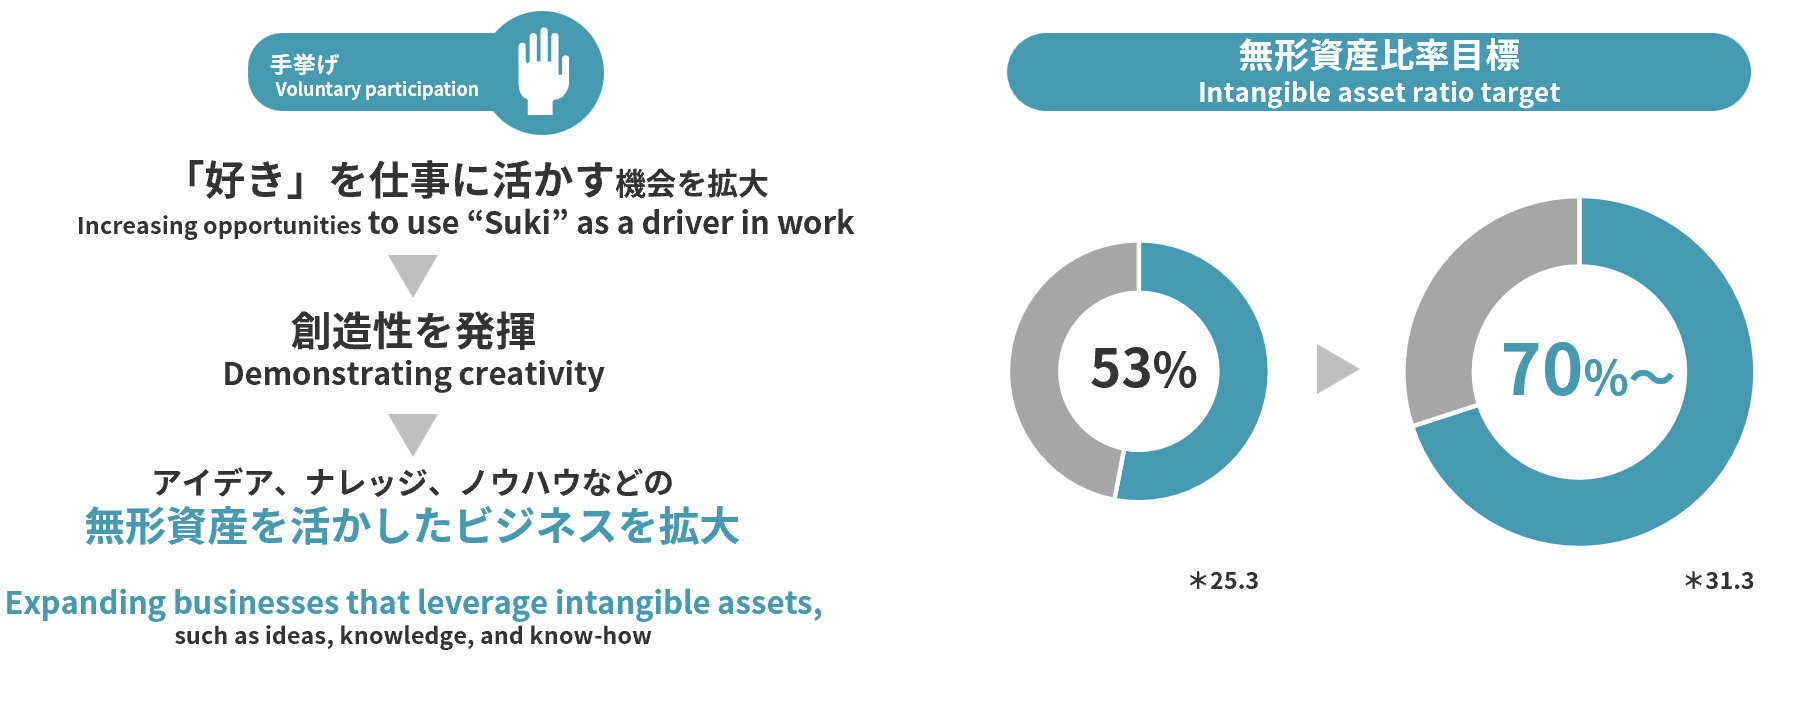 手挙げ
Voluntary participation
「好き」を仕事に活かす機会を拡大
Increasing opportunities to use “Suki” as a driver in work
創造性を発揮
Demonstrating creativity
アイデア、ナレッジ、ノウハウなどの
無形資産を活かしたビジネスを拡大
Expanding businesses that leverage intangible assets,
such as ideas, knowledge, and know-how
無形資産比率目標
Intangible asset ratio target
53%
70%〜
＊25.3
＊31.3